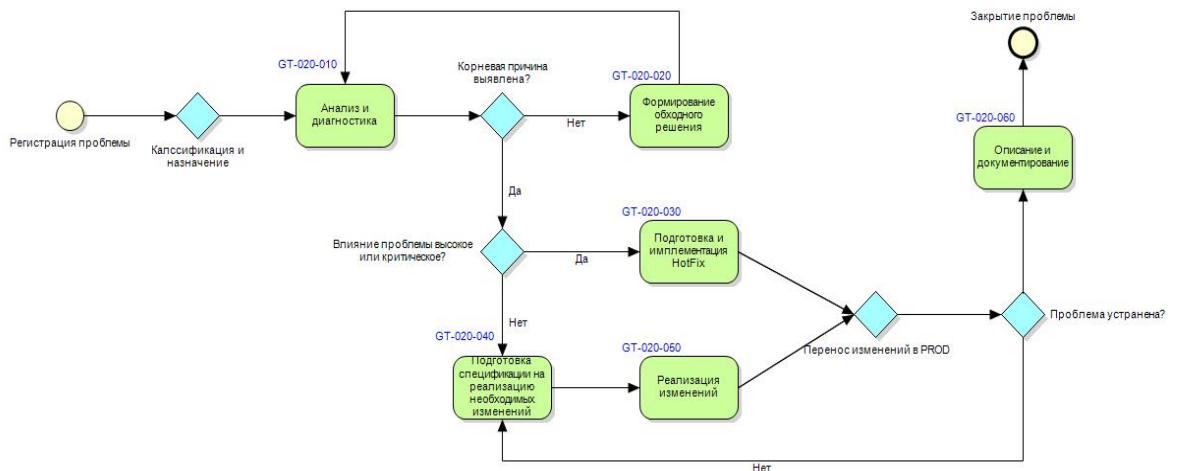 Закрытие проблемы
GT-020-010
Корневая причина
выявлена?
GT-020-020
Анализ и
диагностика
Формирование
обходного
решения
Нет
Регистрация проблемы
Калссификация и
назначение
GT-020-060
Описание и
документирование
Да
GT-020-030
Влияние проблемы высокое
или критическое?
Подготовка и
имплементация
HotFix
Да
Нет
Проблема устранена?
GT-020-040
GT-020-050
Перенос изменений в PROD
Подготовка
спецификации на
реализацию
необходимых
изменений
Реализация
изменений
Нет